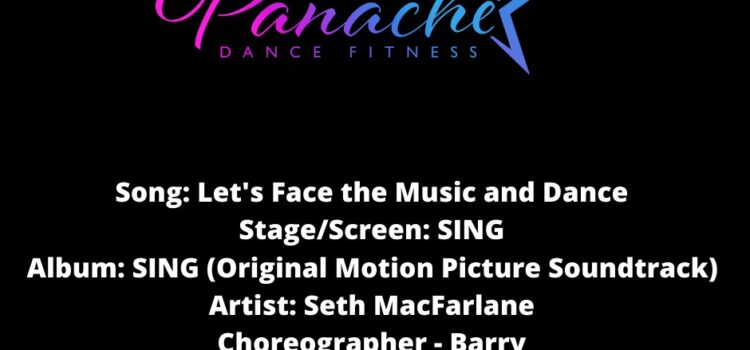 Panache
DANCE FITNESS
Song: Let's Face the Music and Dance
Stage/Screen: SING
Album: SING (Original Motion Picture Soundtrack)
Artist: Seth MacFarlane
Choreographer - Barry